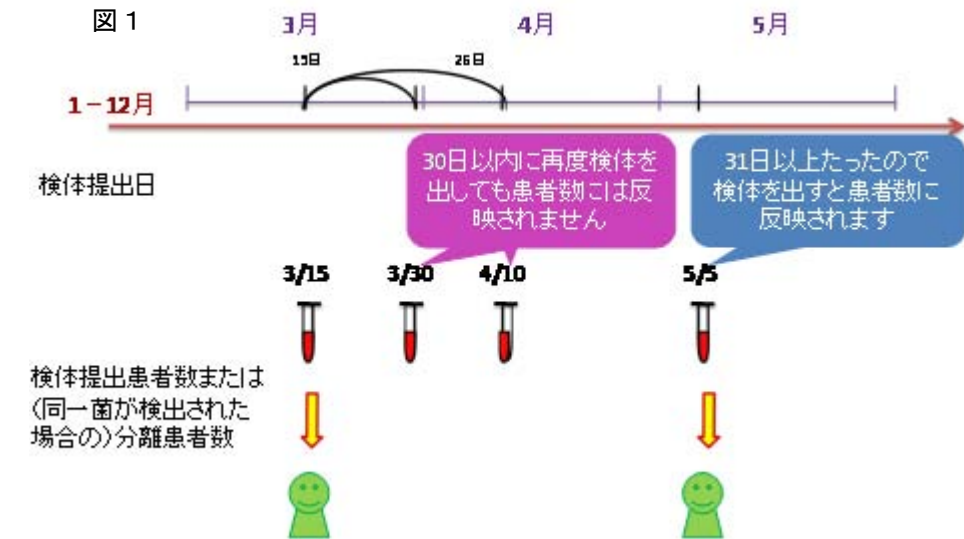 図1
3月
4月
5月
15日
26日
1－12月
30日以内に再度検体を
出しても患者数には反
映されません
31日以上たったので
検体を出すと患者数に
反映されます
検体提出日
3/15
3/30
4/10
5/5
検体提出患者数または
(同一菌が検出された
場合の)分離患者数